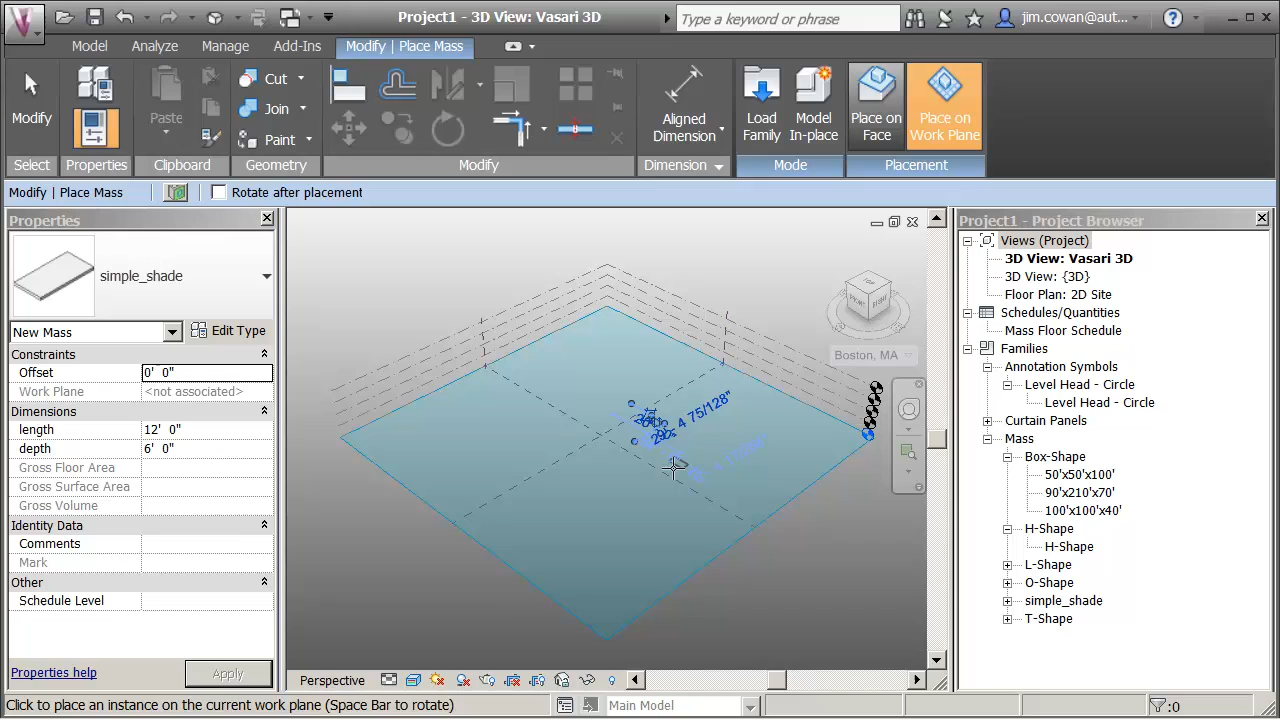 Project1 - 3D View: Vasari 3D
Type a keyword or phrase
jim.cowan@aut...
Model
Analyze
Manage
Add-Ins
Modify | Place Mass
Modify
Paste
Cut
Join
Paint
Aligned
Dimension
Load
Family
Model
In-place
Place on
Face
Place on
Work Plane
Select
Properties
Clipboard
Geometry
Modify
Dimension
Mode
Placement
Modify | Place Mass
Rotate after placement
Properties
simple_shade
New Mass
Edit Type
Constraints
Offset 0' 0"
Work Plane <not associated>
Dimensions
length 12' 0"
depth 6' 0"
Gross Floor Area
Gross Surface Area
Gross Volume
Identity Data
Comments
Mark
Other
Schedule Level
Properties help
Apply
FRONT
Boston, MA
4 75/128"
Perspective
Project1 - Project Browser
Views (Project)
3D View: Vasari 3D
3D View: {3D}
Floor Plan: 2D Site
Schedules/Quantities
Mass Floor Schedule
Families
Annotation Symbols
Level Head - Circle
Level Head - Circle
Curtain Panels
Mass
Box-Shape
50'x50'x100'
90'x210'x70'
100'x100'x40'
H-Shape
H-Shape
L-Shape
O-Shape
simple_shade
T-Shape
Click to place an instance on the current work plane (Space Bar to rotate)
Main Model
:0